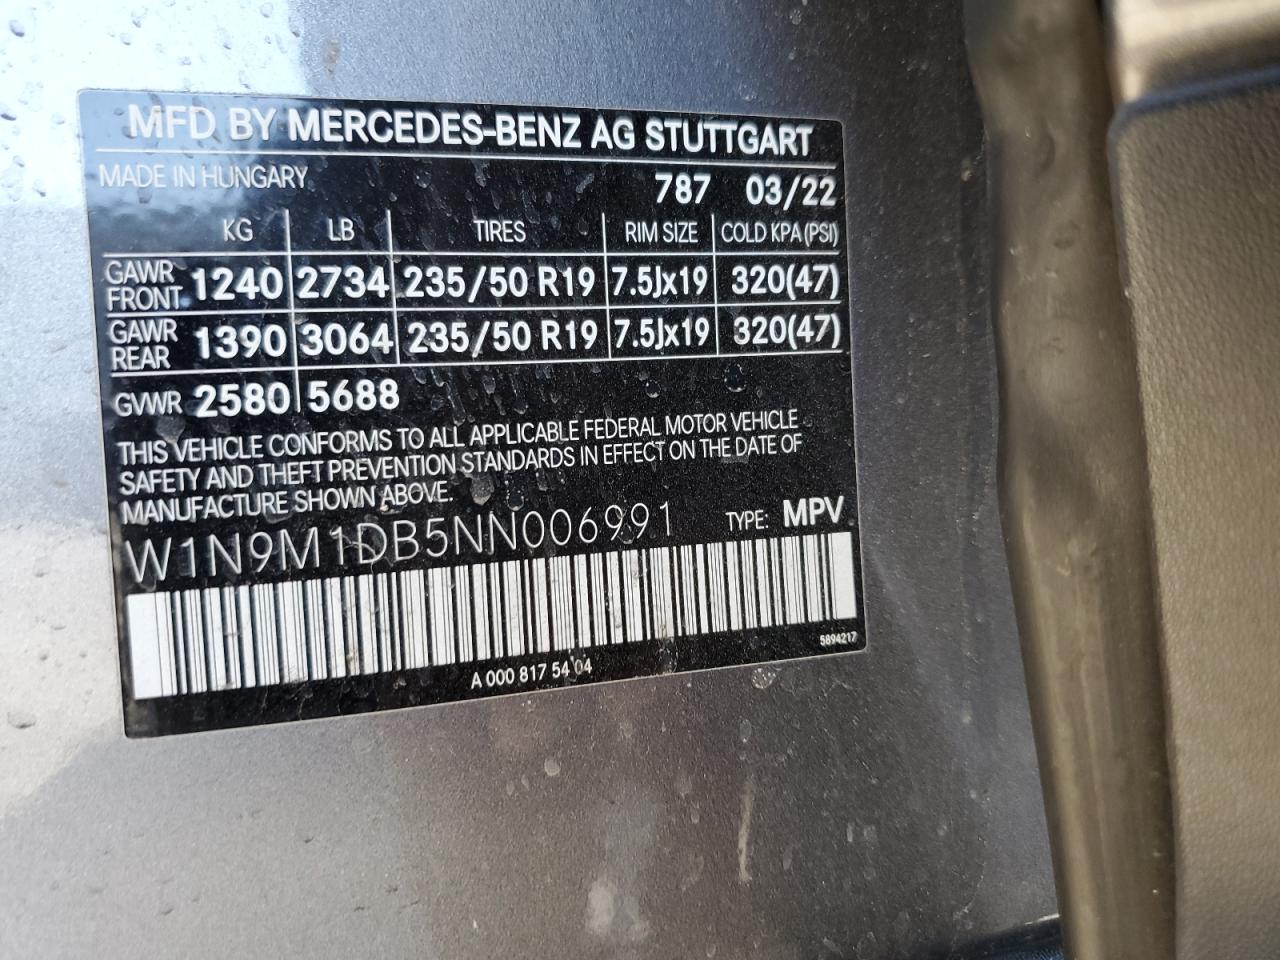 MFD BY MERCEDES-BENZ AG STUTTGART
MADE IN HUNGARY
787 03/22
KG LB TIRES RIM SIZE COLD KPA (PSI)
GAWR FRONT 1240 2734 235/50 R19 7.5Jx19 320(47)
GAWR REAR 1390 3064 235/50 R19 7.5Jx19 320(47)
GVWR 2580 5688
THIS VEHICLE CONFORMS TO ALL APPLICABLE FEDERAL MOTOR VEHICLE
SAFETY AND THEFT PREVENTION STANDARDS IN EFFECT ON THE DATE OF
MANUFACTURE SHOWN ABOVE.
W1N9M1DB5NN006991 TYPE: MPV
5894217
A 000 817 54 04